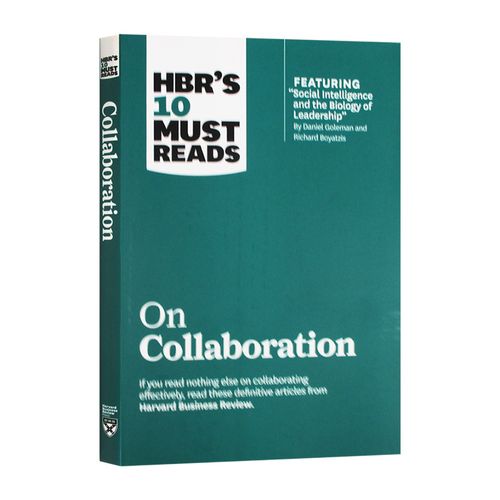 HBR'S
10
MUST
READS
Collaboration
HBR'S
10
MUST
READS
FEATURING
"Social Intelligence
and the Biology of
Leadership"
By Daniel Goleman and
Richard Boyatzis
On
Collaboration
If you read nothing else on collaborating
effectively, read these definitive articles from
Harvard Business Review.